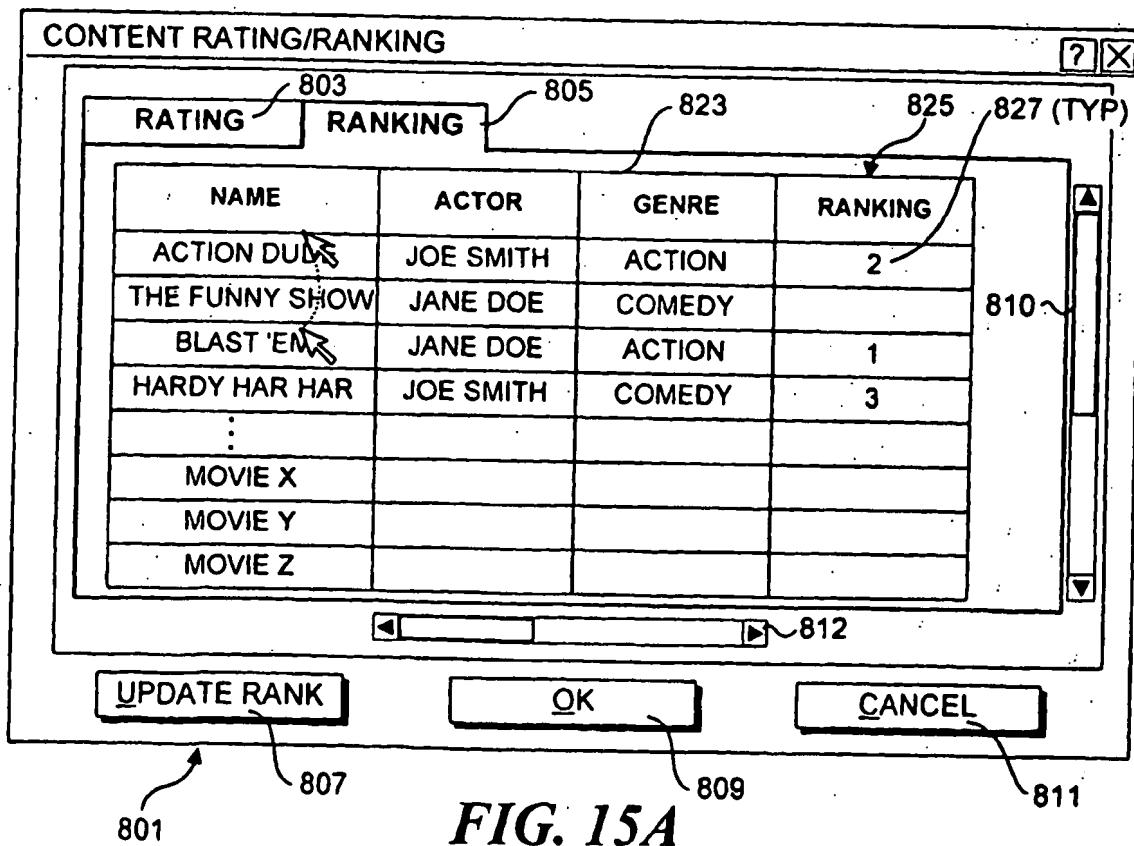 CONTENT RATING/RANKING ? X
803 805 823 825 827 (TYP)
RATING RANKING
NAME ACTOR GENRE RANKING
ACTION DUDE JOE SMITH ACTION 2
THE FUNNY SHOW JANE DOE COMEDY
810
BLAST 'EM JANE DOE ACTION 1
HARDY HAR HAR JOE SMITH COMEDY 3
⋮
MOVIE X
MOVIE Y
MOVIE Z
812
UPDATE RANK OK CANCEL
801 807 809 811
FIG. 15A